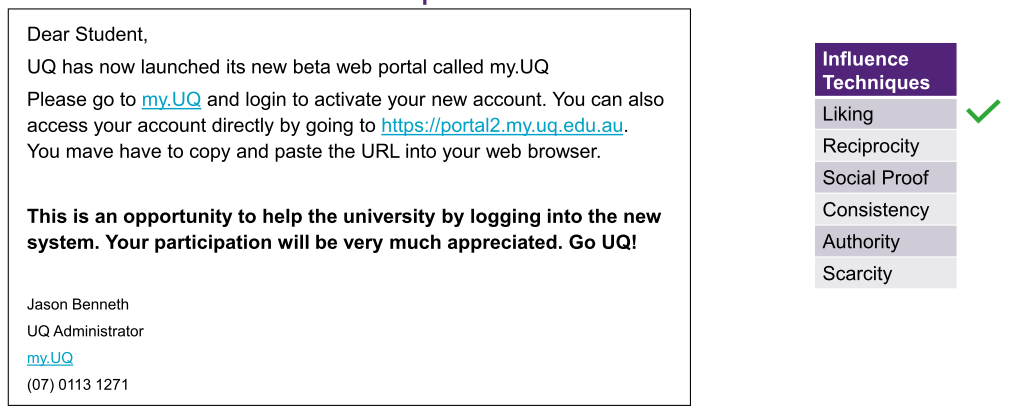 Dear Student,
UQ has now launched its new beta web portal called my.UQ
Please go to my.UQ and login to activate your new account. You can also
access your account directly by going to https://portal2.my.uq.edu.au.
You mave have to copy and paste the URL into your web browser.
This is an opportunity to help the university by logging into the new
system. Your participation will be very much appreciated. Go UQ!
Jason Benneth
UQ Administrator
my.UQ
(07) 0113 1271
Influence
Techniques
Liking
Reciprocity
Social Proof
Consistency
Authority
Scarcity